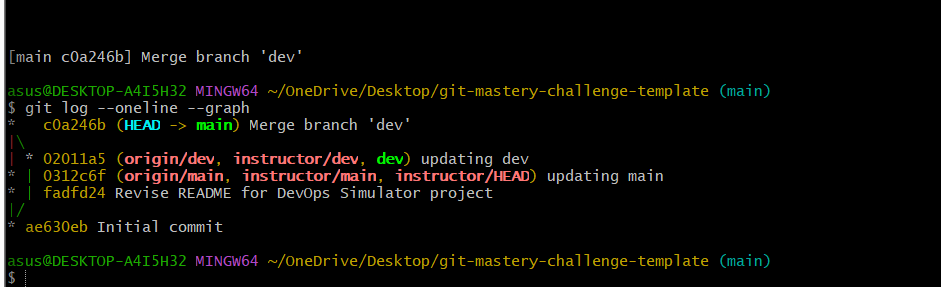 [main c0a246b] Merge branch 'dev'
asus@DESKTOP-A4I5H32 MINGW64 ~/OneDrive/Desktop/git-mastery-challenge-template (main)
$ git log --oneline --graph
*   c0a246b (HEAD -> main) Merge branch 'dev'
|\
| * 02011a5 (origin/dev, instructor/dev, dev) updating dev
* | 0312c6f (origin/main, instructor/main, instructor/HEAD) updating main
* | fadfd24 Revise README for DevOps Simulator project
|/
* ae630eb Initial commit
asus@DESKTOP-A4I5H32 MINGW64 ~/OneDrive/Desktop/git-mastery-challenge-template (main)
$